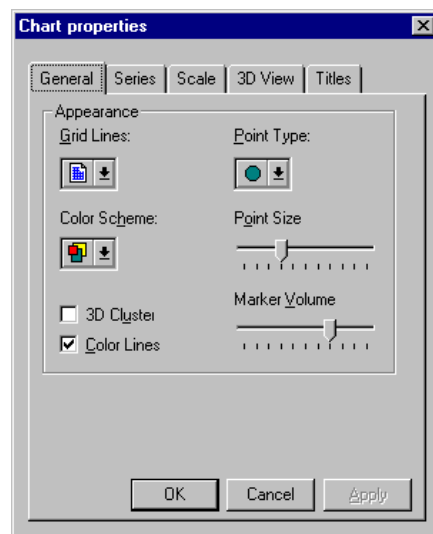 Chart properties
General Series Scale 3D View Titles
Appearance
Grid Lines: Point Type:
Color Scheme: Point Size
Marker Volume
3D Cluster
Color Lines
OK Cancel Apply